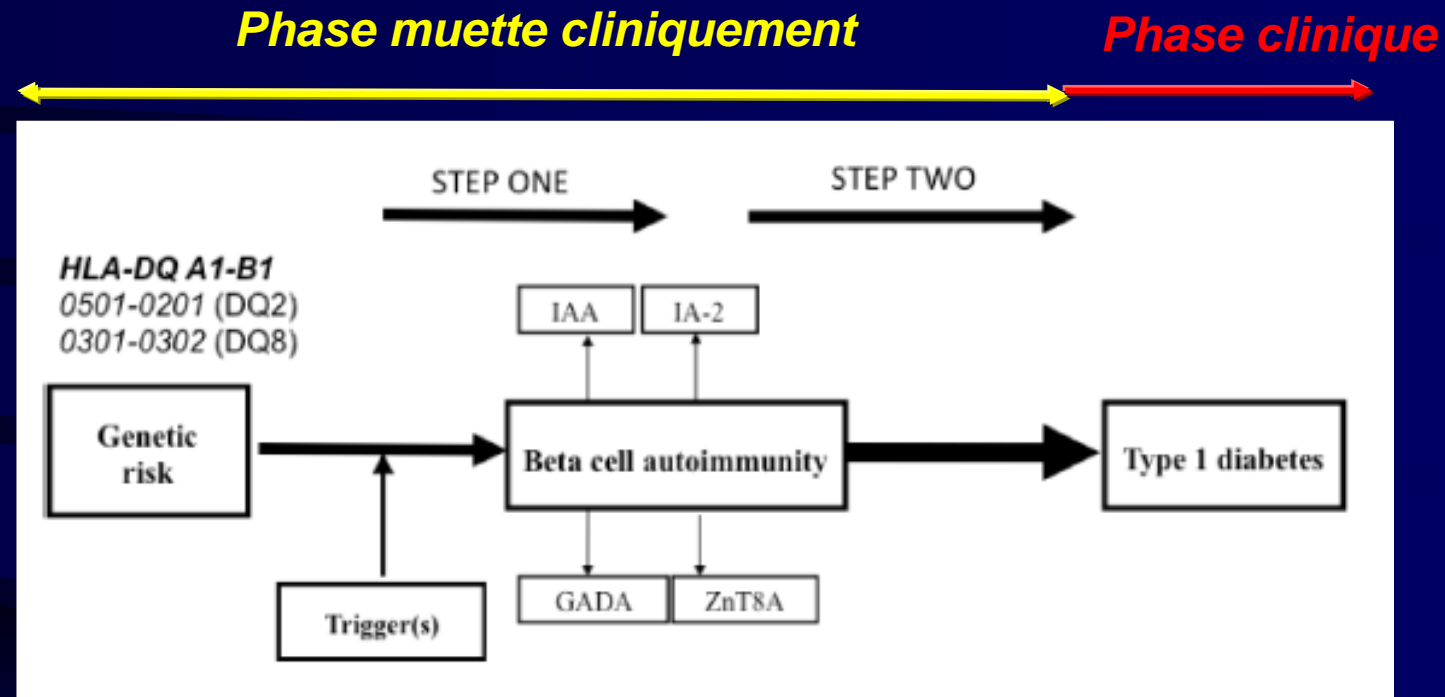 Phase muette cliniquement
Phase clinique
STEP ONE
STEP TWO
HLA-DQ A1-B1
0501-0201 (DQ2)
0301-0302 (DQ8)
IAA
IA-2
Genetic
risk
Beta cell autoimmunity
Type 1 diabetes
GADA
ZnT8A
Trigger(s)